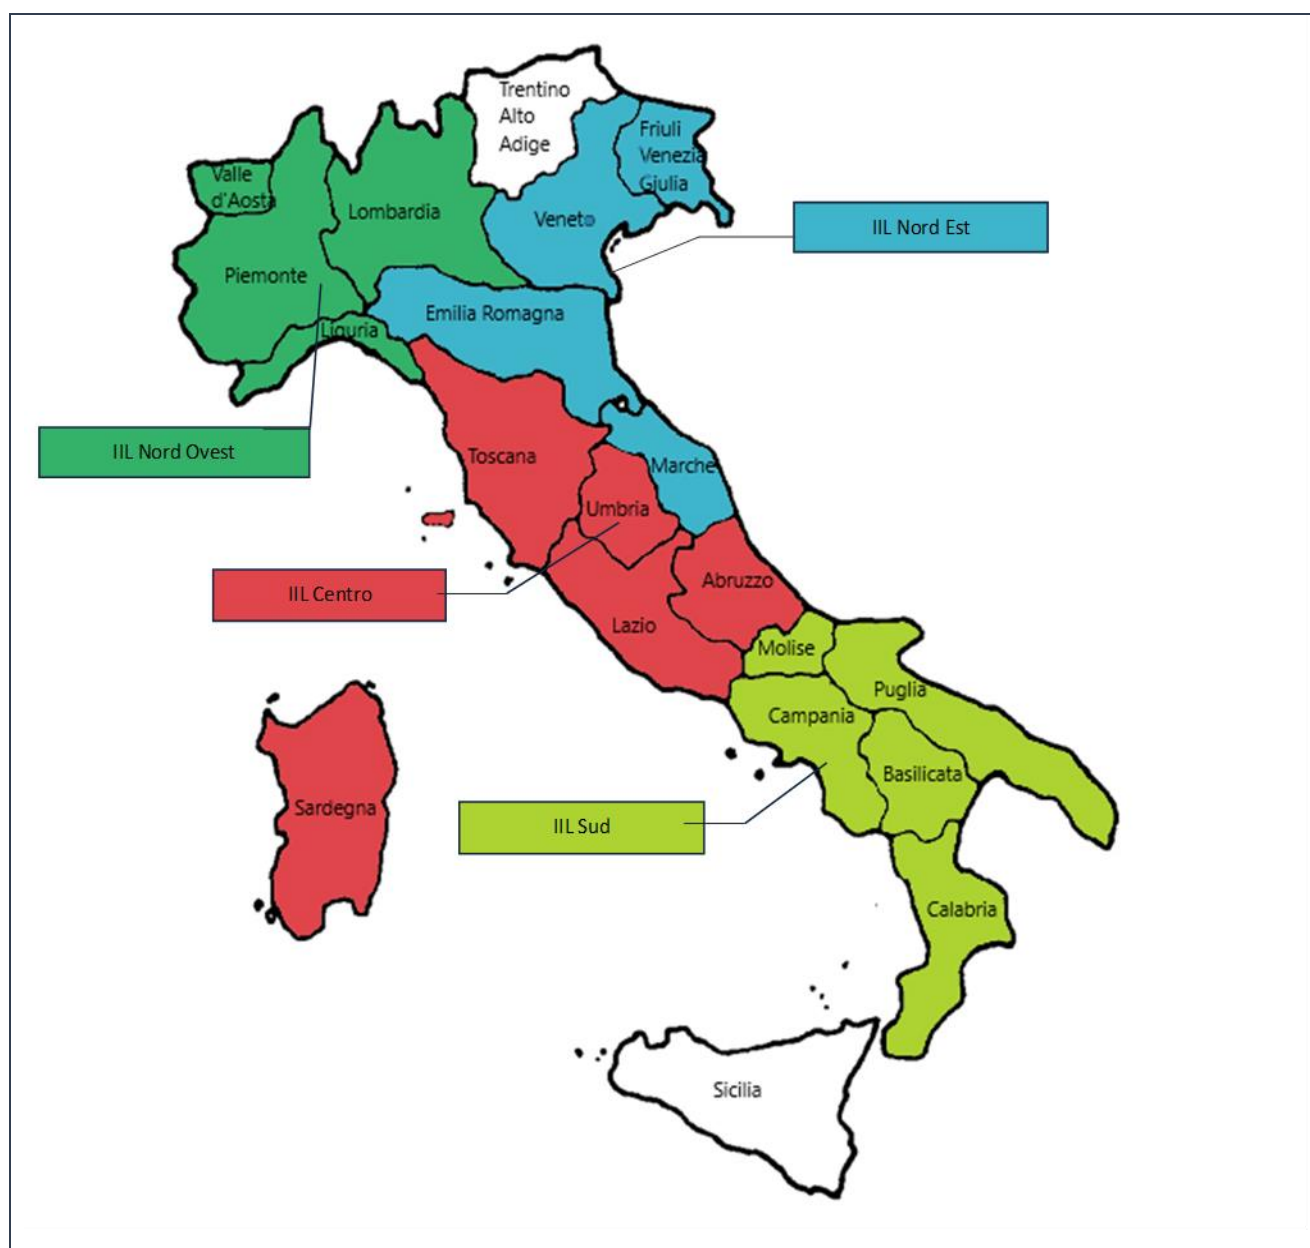 Trentino
Alto
Adige
Friuli
Venezia
Giulia
Valle
d'Aosta
Lombardia
Veneto
IIL Nord Est
Piemonte
Emilia Romagna
Liguria
IIL Nord Ovest
Toscana
Marche
Umbria
Abruzzo
IIL Centro
Lazio
Molise
Puglia
Campania
Basilicata
Sardegna
IIL Sud
Calabria
Sicilia